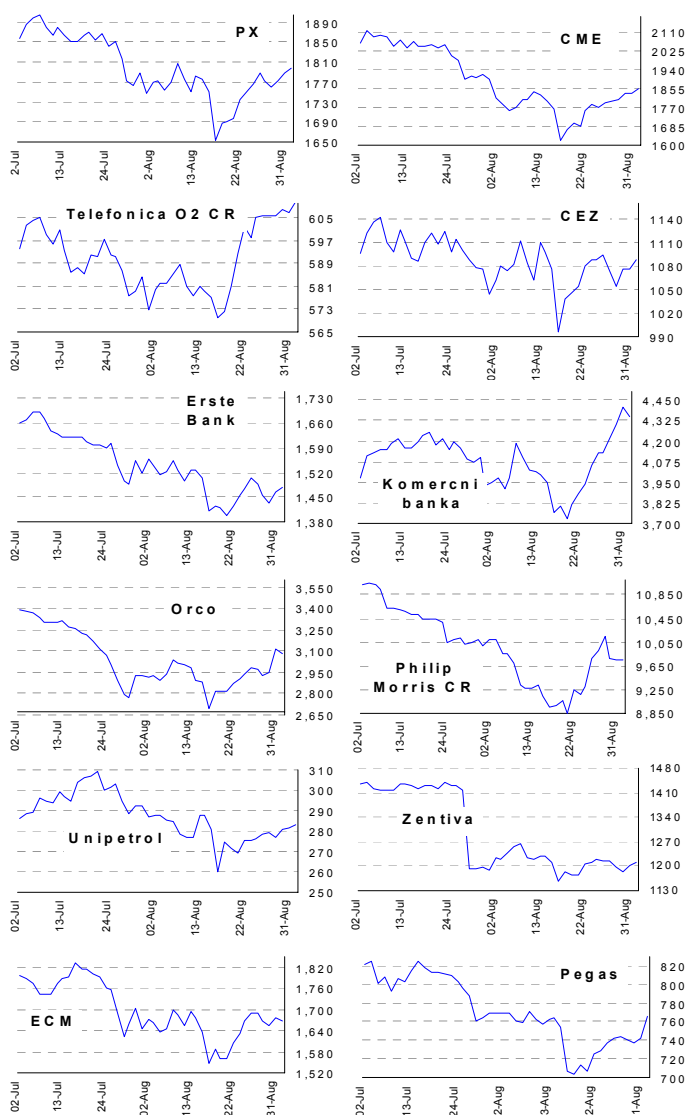 PX
1890
1850
1810
1770
1730
1690
1650
2-Jul
13-Jul
24-Jul
2-Aug
13-Aug
22-Aug
31-Aug
CME
2110
2025
1940
1855
1770
1685
1600
02-Jul
13-Jul
24-Jul
02-Aug
13-Aug
22-Aug
31-Aug
Telefonica O2 CR
605
597
589
581
573
565
02-Jul
13-Jul
24-Jul
02-Aug
13-Aug
22-Aug
31-Aug
CEZ
1140
1110
1080
1050
1020
990
02-Jul
13-Jul
24-Jul
02-Aug
13-Aug
22-Aug
31-Aug
Erste
Bank
1,730
1,660
1,590
1,520
1,450
1,380
02-Jul
13-Jul
24-Jul
02-Aug
13-Aug
22-Aug
31-Aug
Komercni
banka
4,450
4,325
4,200
4,075
3,950
3,825
3,700
02-Jul
13-Jul
24-Jul
02-Aug
13-Aug
22-Aug
31-Aug
Orco
3,550
3,400
3,250
3,100
2,950
2,800
2,650
02-Jul
13-Jul
24-Jul
02-Aug
13-Aug
22-Aug
31-Aug
Philip
Morris CR
10,850
10,450
10,050
9,650
9,250
8,850
02-Jul
13-Jul
24-Jul
02-Aug
13-Aug
22-Aug
31-Aug
Unipetrol
310
300
290
280
270
260
250
02-Jul
13-Jul
24-Jul
02-Aug
13-Aug
22-Aug
31-Aug
Zentiva
1480
1410
1340
1270
1200
1130
02-Jul
13-Jul
24-Jul
02-Aug
13-Aug
22-Aug
31-Aug
ECM
1,820
1,760
1,700
1,640
1,580
1,520
02-Jul
13-Jul
24-Jul
02-Aug
13-Aug
22-Aug
31-Aug
Pegas
820
800
780
760
740
720
700
02-Jul
13-Jul
24-Jul
2-Aug
3-Aug
2-Aug
1-Aug